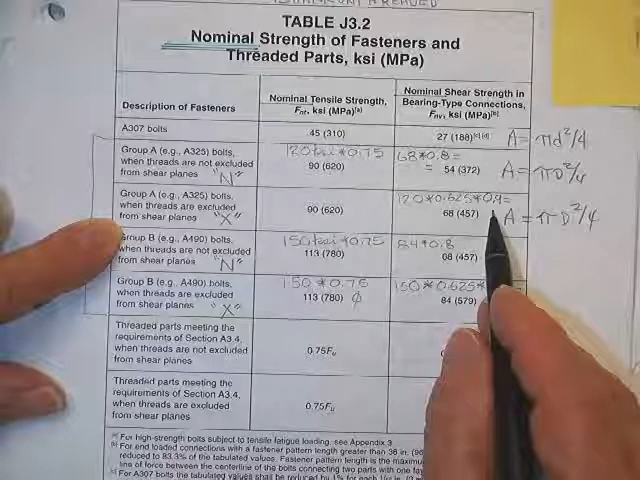 TABLE J3.2
Nominal Strength of Fasteners and
Threaded Parts, ksi (MPa)
Description of Fasteners
Nominal Tensile Strength,
Fnt, ksi (MPa)[a]
Nominal Shear Strength in
Bearing-Type Connections,
Fnv, ksi (MPa)[b]
A307 bolts
45 (310)
27 (188)[c][d]
A = πd²/4
Group A (e.g., A325) bolts,
when threads are not excluded
from shear planes
"N"
120 ksi * 0.75
90 (620)
68 * 0.8 =
= 54 (372)
A = πD²/4
Group A (e.g., A325) bolts,
when threads are excluded
from shear planes
"X"
90 (620)
120 * 0.625 * 0.9 =
68 (457)
A = πD²/4
Group B (e.g., A490) bolts,
when threads are not excluded
from shear planes
"N"
150 ksi * 0.75
113 (780)
84 * 0.8
68 (457)
Group B (e.g., A490) bolts,
when threads are excluded
from shear planes
"X"
150 * 0.75
113 (780) ϕ
150 * 0.625 *
84 (579)
Threaded parts meeting the
requirements of Section A3.4,
when threads are not excluded
from shear planes
0.75Fu
Threaded parts meeting the
requirements of Section A3.4,
when threads are excluded
from shear planes
0.75Fu
[a] For high-strength bolts subject to tensile fatigue loading, see Appendix 3
[b] For end loaded connections with a fastener pattern length greater than 38 in. (96
reduced to 83.3% of the tabulated values. Fastener pattern length is the maximu
line of force between the centerline of the bolts connecting two parts with one fay
[c] For A307 bolts the tabulated values shall be reduced by 1% for each